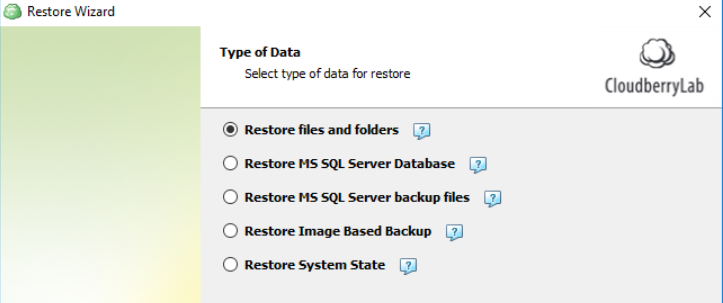 Restore Wizard
Type of Data
Select type of data for restore
CloudberryLab
Restore files and folders ?
Restore MS SQL Server Database ?
Restore MS SQL Server backup files ?
Restore Image Based Backup ?
Restore System State ?